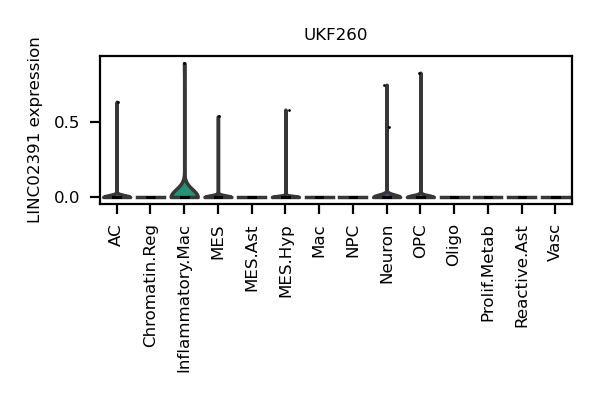 UKF260
LINC02391 expression
0.5
0.0
AC
Chromatin.Reg
Inflammatory.Mac
MES
MES.Ast
MES.Hyp
Mac
NPC
Neuron
OPC
Oligo
Prolif.Metab
Reactive.Ast
Vasc